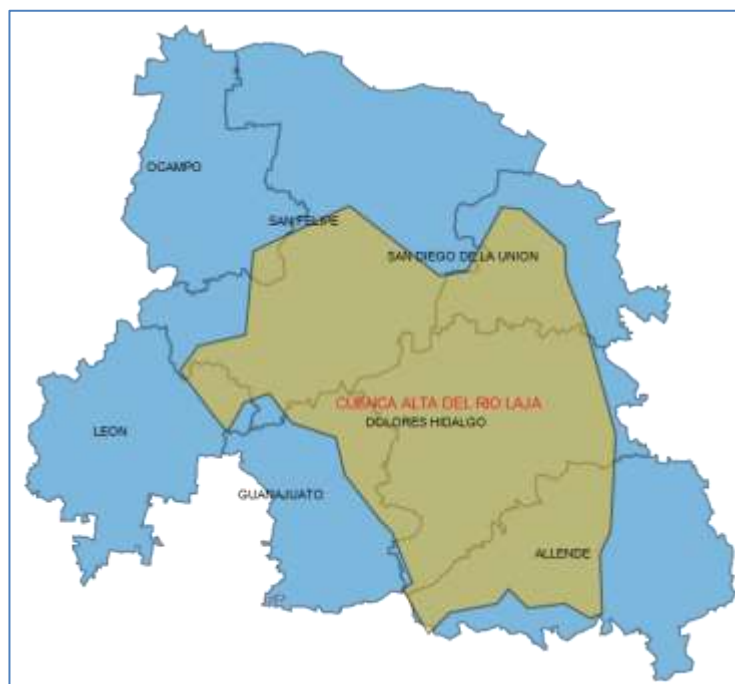 OCAMPO
SAN FELIPE
SAN DIEGO DE LA UNION
CUENCA ALTA DEL RIO LAJA
DOLORES HIDALGO
LEON
GUANAJUATO
ALLENDE